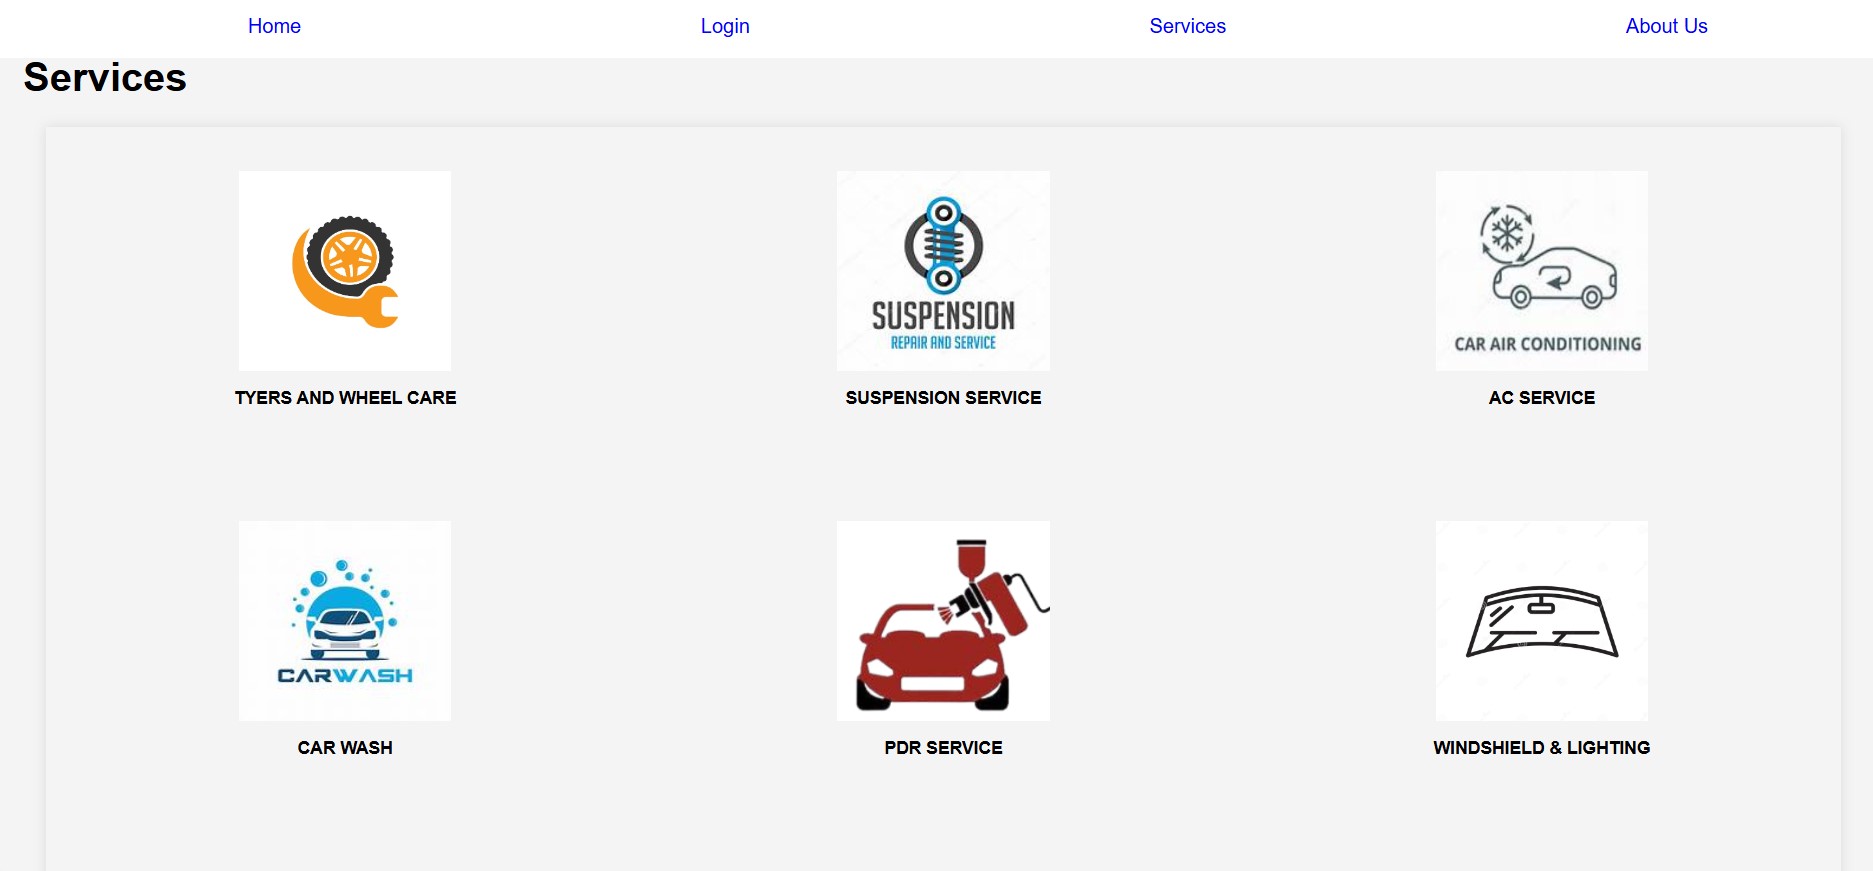 Home Login Services About Us
Services
SUSPENSION
REPAIR AND SERVICE
CAR AIR CONDITIONING
TYERS AND WHEEL CARE SUSPENSION SERVICE AC SERVICE
CARWASH
CAR WASH PDR SERVICE WINDSHIELD & LIGHTING